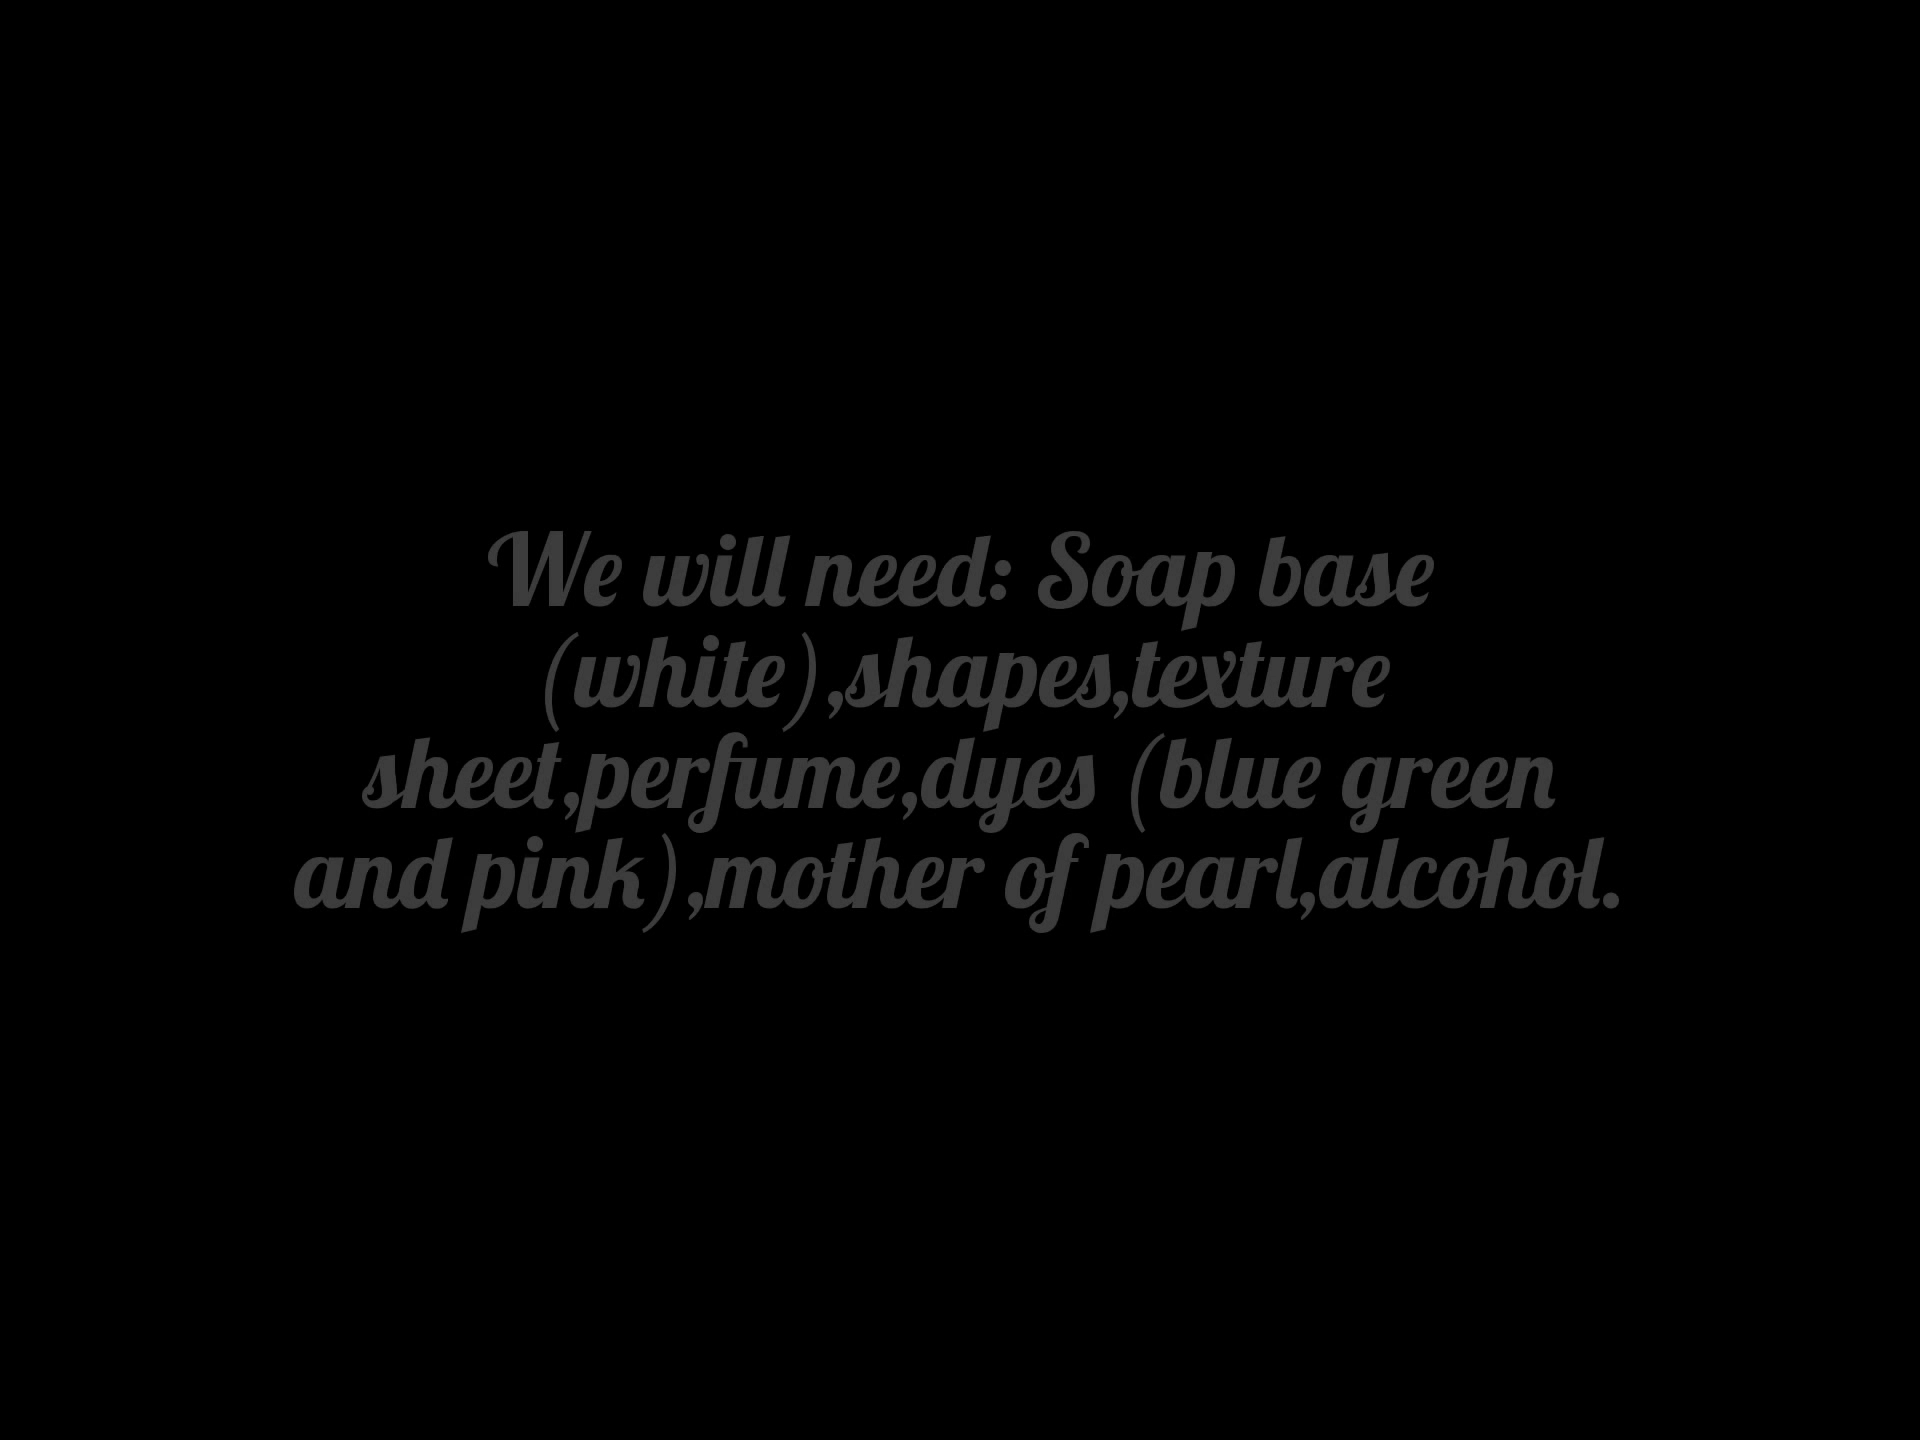 We will need: Soap base
(white),shapes,texture
sheet,perfume,dyes (blue green
and pink),mother of pearl,alcohol.